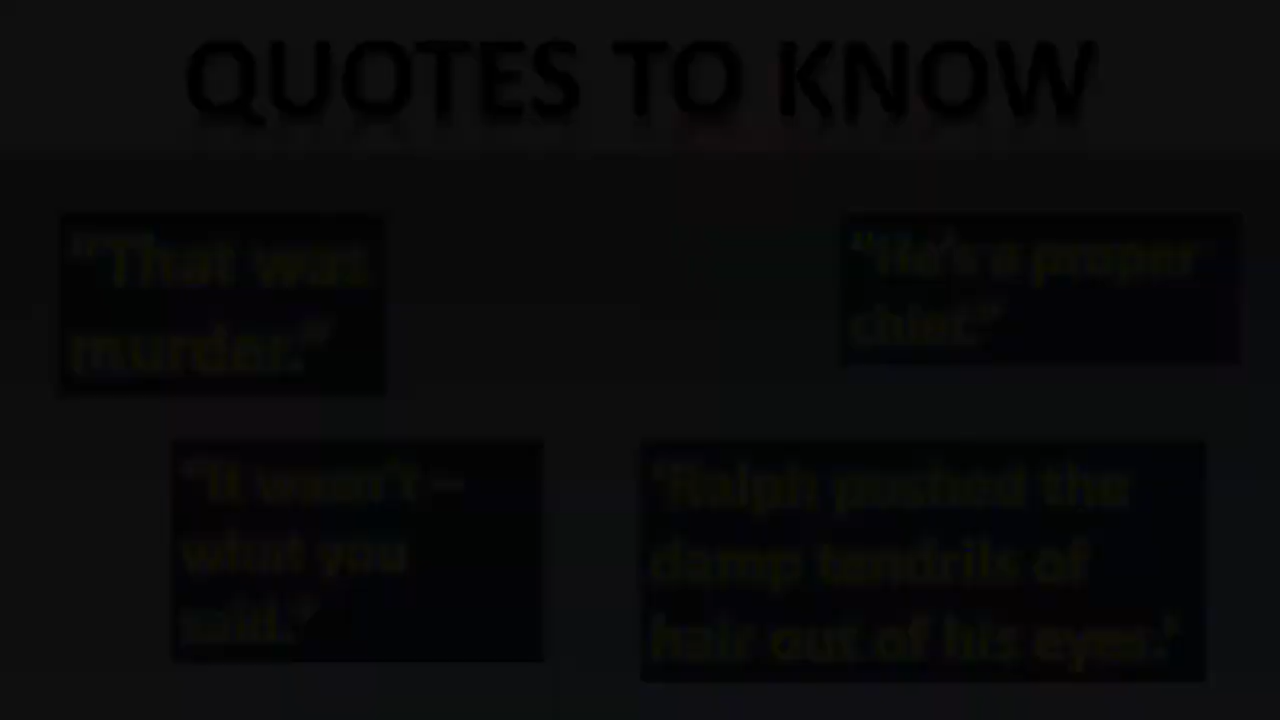 QUOTES TO KNOW
"That was
murder."
"He's a proper
chief."
"It wasn't –
what you
said."
'Ralph pushed the
damp tendrils of
hair out of his eyes.'